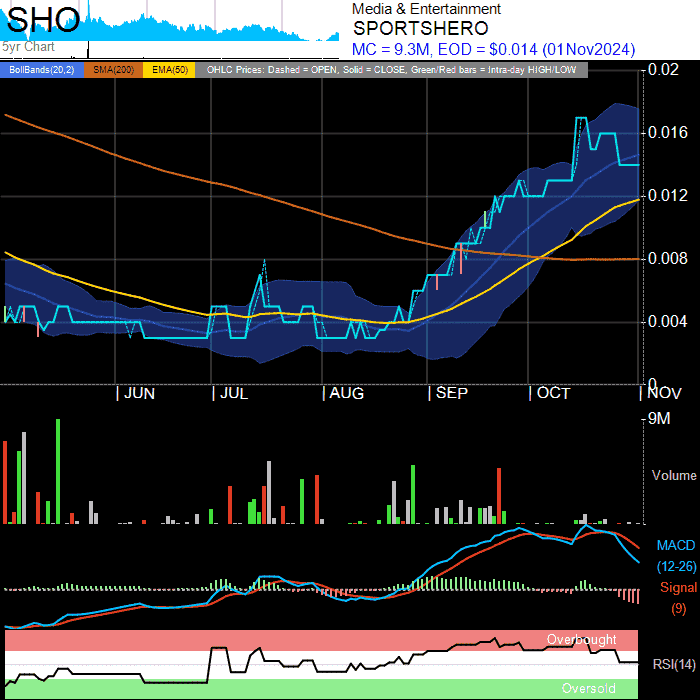 SHO
5yr Chart
Media & Entertainment
SPORTSHERO
MC = 9.3M, EOD = $0.014 (01Nov2024)
BollBands(20,2) SMA(200) EMA(50) OHLC Prices: Dashed = OPEN, Solid = CLOSE, Green/Red bars = Intra-day HIGH/LOW
0.02
0.016
0.012
0.008
0.004
0
JUN JUL AUG SEP OCT NOV
9M
Volume
MACD
(12-26)
Signal
(9)
Overbought
RSI(14)
Oversold